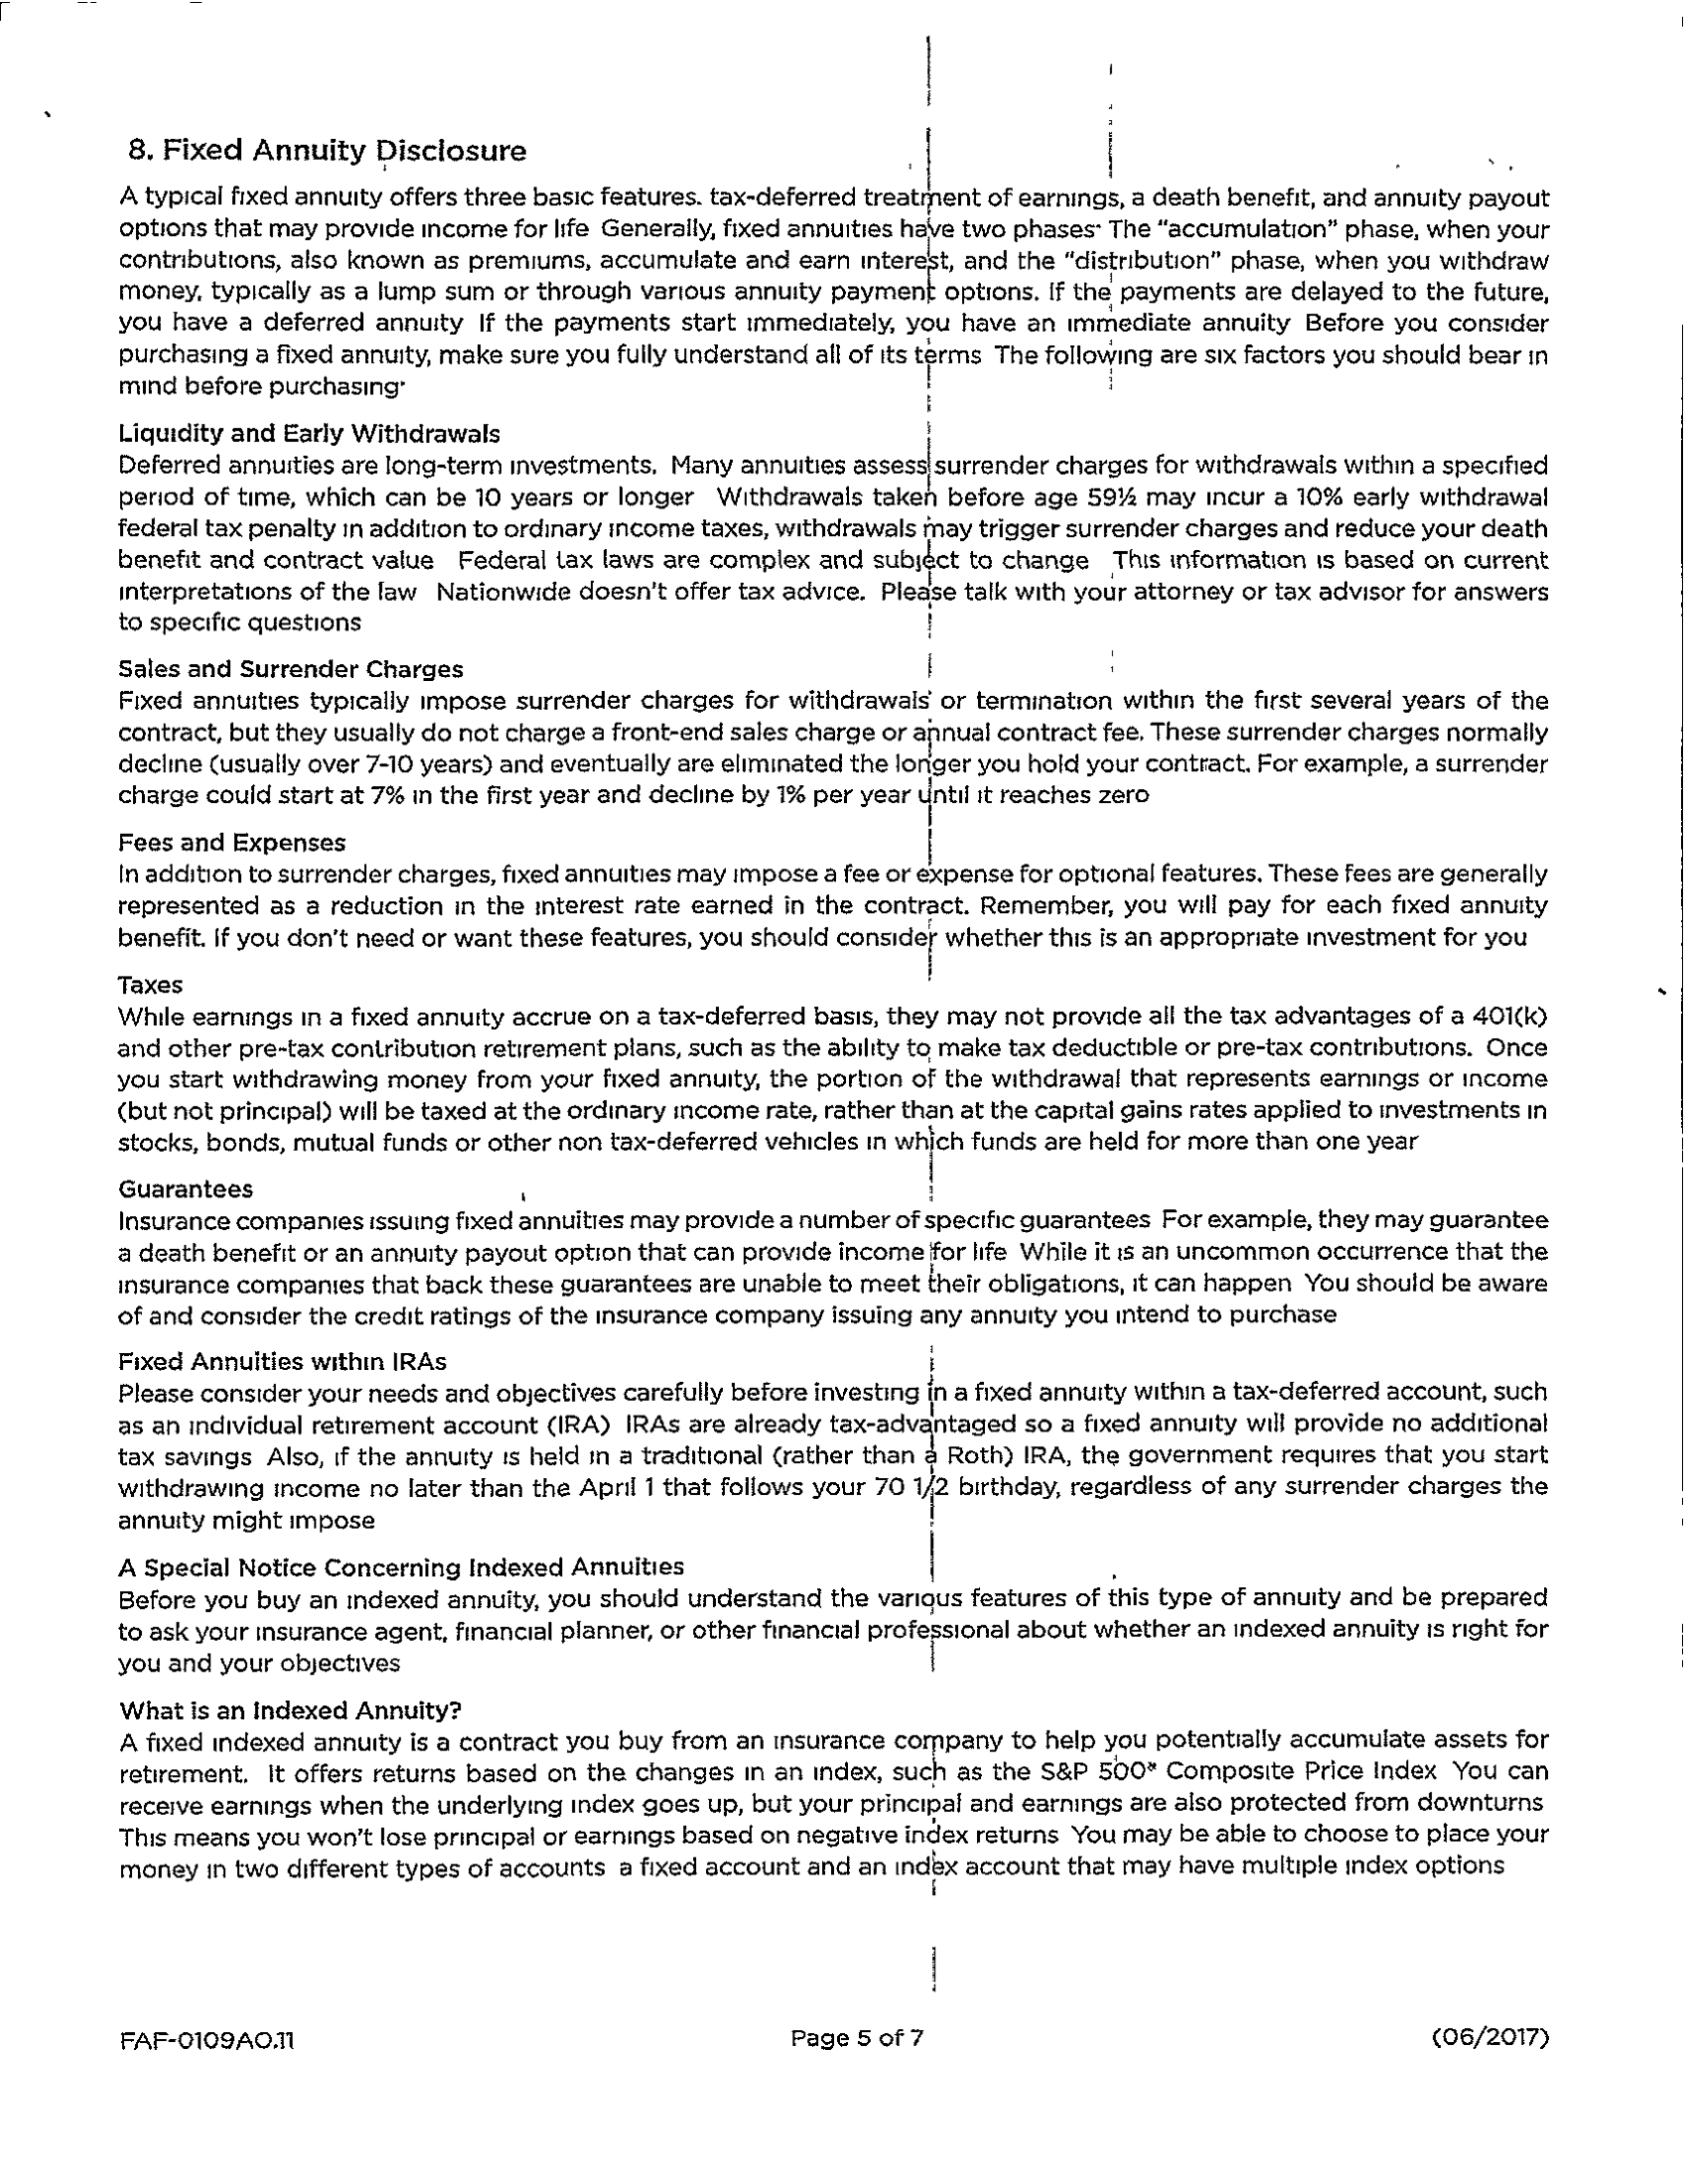 8. Fixed Annuity Disclosure
A typical fixed annuity offers three basic features. tax-deferred treatment of earnings, a death benefit, and annuity payout
options that may provide income for life Generally, fixed annuities have two phases· The “accumulation” phase, when your
contributions, also known as premiums, accumulate and earn interest, and the “distribution” phase, when you withdraw
money, typically as a lump sum or through various annuity payment options. If the payments are delayed to the future,
you have a deferred annuity If the payments start immediately, you have an immediate annuity Before you consider
purchasing a fixed annuity, make sure you fully understand all of its terms The following are six factors you should bear in
mind before purchasing·
Liquidity and Early Withdrawals
Deferred annuities are long-term investments. Many annuities assess surrender charges for withdrawals within a specified
period of time, which can be 10 years or longer Withdrawals taken before age 59½ may incur a 10% early withdrawal
federal tax penalty in addition to ordinary income taxes, withdrawals may trigger surrender charges and reduce your death
benefit and contract value Federal tax laws are complex and subject to change This information is based on current
interpretations of the law Nationwide doesn't offer tax advice. Please talk with your attorney or tax advisor for answers
to specific questions
Sales and Surrender Charges
Fixed annuities typically impose surrender charges for withdrawals or termination within the first several years of the
contract, but they usually do not charge a front-end sales charge or annual contract fee. These surrender charges normally
decline (usually over 7-10 years) and eventually are eliminated the longer you hold your contract. For example, a surrender
charge could start at 7% in the first year and decline by 1% per year until it reaches zero
Fees and Expenses
In addition to surrender charges, fixed annuities may impose a fee or expense for optional features. These fees are generally
represented as a reduction in the interest rate earned in the contract. Remember, you will pay for each fixed annuity
benefit. If you don't need or want these features, you should consider whether this is an appropriate investment for you
Taxes
While earnings in a fixed annuity accrue on a tax-deferred basis, they may not provide all the tax advantages of a 401(k)
and other pre-tax contribution retirement plans, such as the ability to make tax deductible or pre-tax contributions. Once
you start withdrawing money from your fixed annuity, the portion of the withdrawal that represents earnings or income
(but not principal) will be taxed at the ordinary income rate, rather than at the capital gains rates applied to investments in
stocks, bonds, mutual funds or other non tax-deferred vehicles in which funds are held for more than one year
Guarantees
Insurance companies issuing fixed annuities may provide a number of specific guarantees For example, they may guarantee
a death benefit or an annuity payout option that can provide income for life While it is an uncommon occurrence that the
insurance companies that back these guarantees are unable to meet their obligations, it can happen You should be aware
of and consider the credit ratings of the insurance company issuing any annuity you intend to purchase
Fixed Annuities within IRAs
Please consider your needs and objectives carefully before investing in a fixed annuity within a tax-deferred account, such
as an individual retirement account (IRA) IRAs are already tax-advantaged so a fixed annuity will provide no additional
tax savings Also, if the annuity is held in a traditional (rather than a Roth) IRA, the government requires that you start
withdrawing income no later than the April 1 that follows your 70 1/2 birthday, regardless of any surrender charges the
annuity might impose
A Special Notice Concerning Indexed Annuities
Before you buy an indexed annuity, you should understand the various features of this type of annuity and be prepared
to ask your insurance agent, financial planner, or other financial professional about whether an indexed annuity is right for
you and your objectives
What is an Indexed Annuity?
A fixed indexed annuity is a contract you buy from an insurance company to help you potentially accumulate assets for
retirement. It offers returns based on the changes in an index, such as the S&P 500* Composite Price Index You can
receive earnings when the underlying index goes up, but your principal and earnings are also protected from downturns
This means you won't lose principal or earnings based on negative index returns You may be able to choose to place your
money in two different types of accounts a fixed account and an index account that may have multiple index options
FAF-0109AO.11 Page 5 of 7 (06/2017)